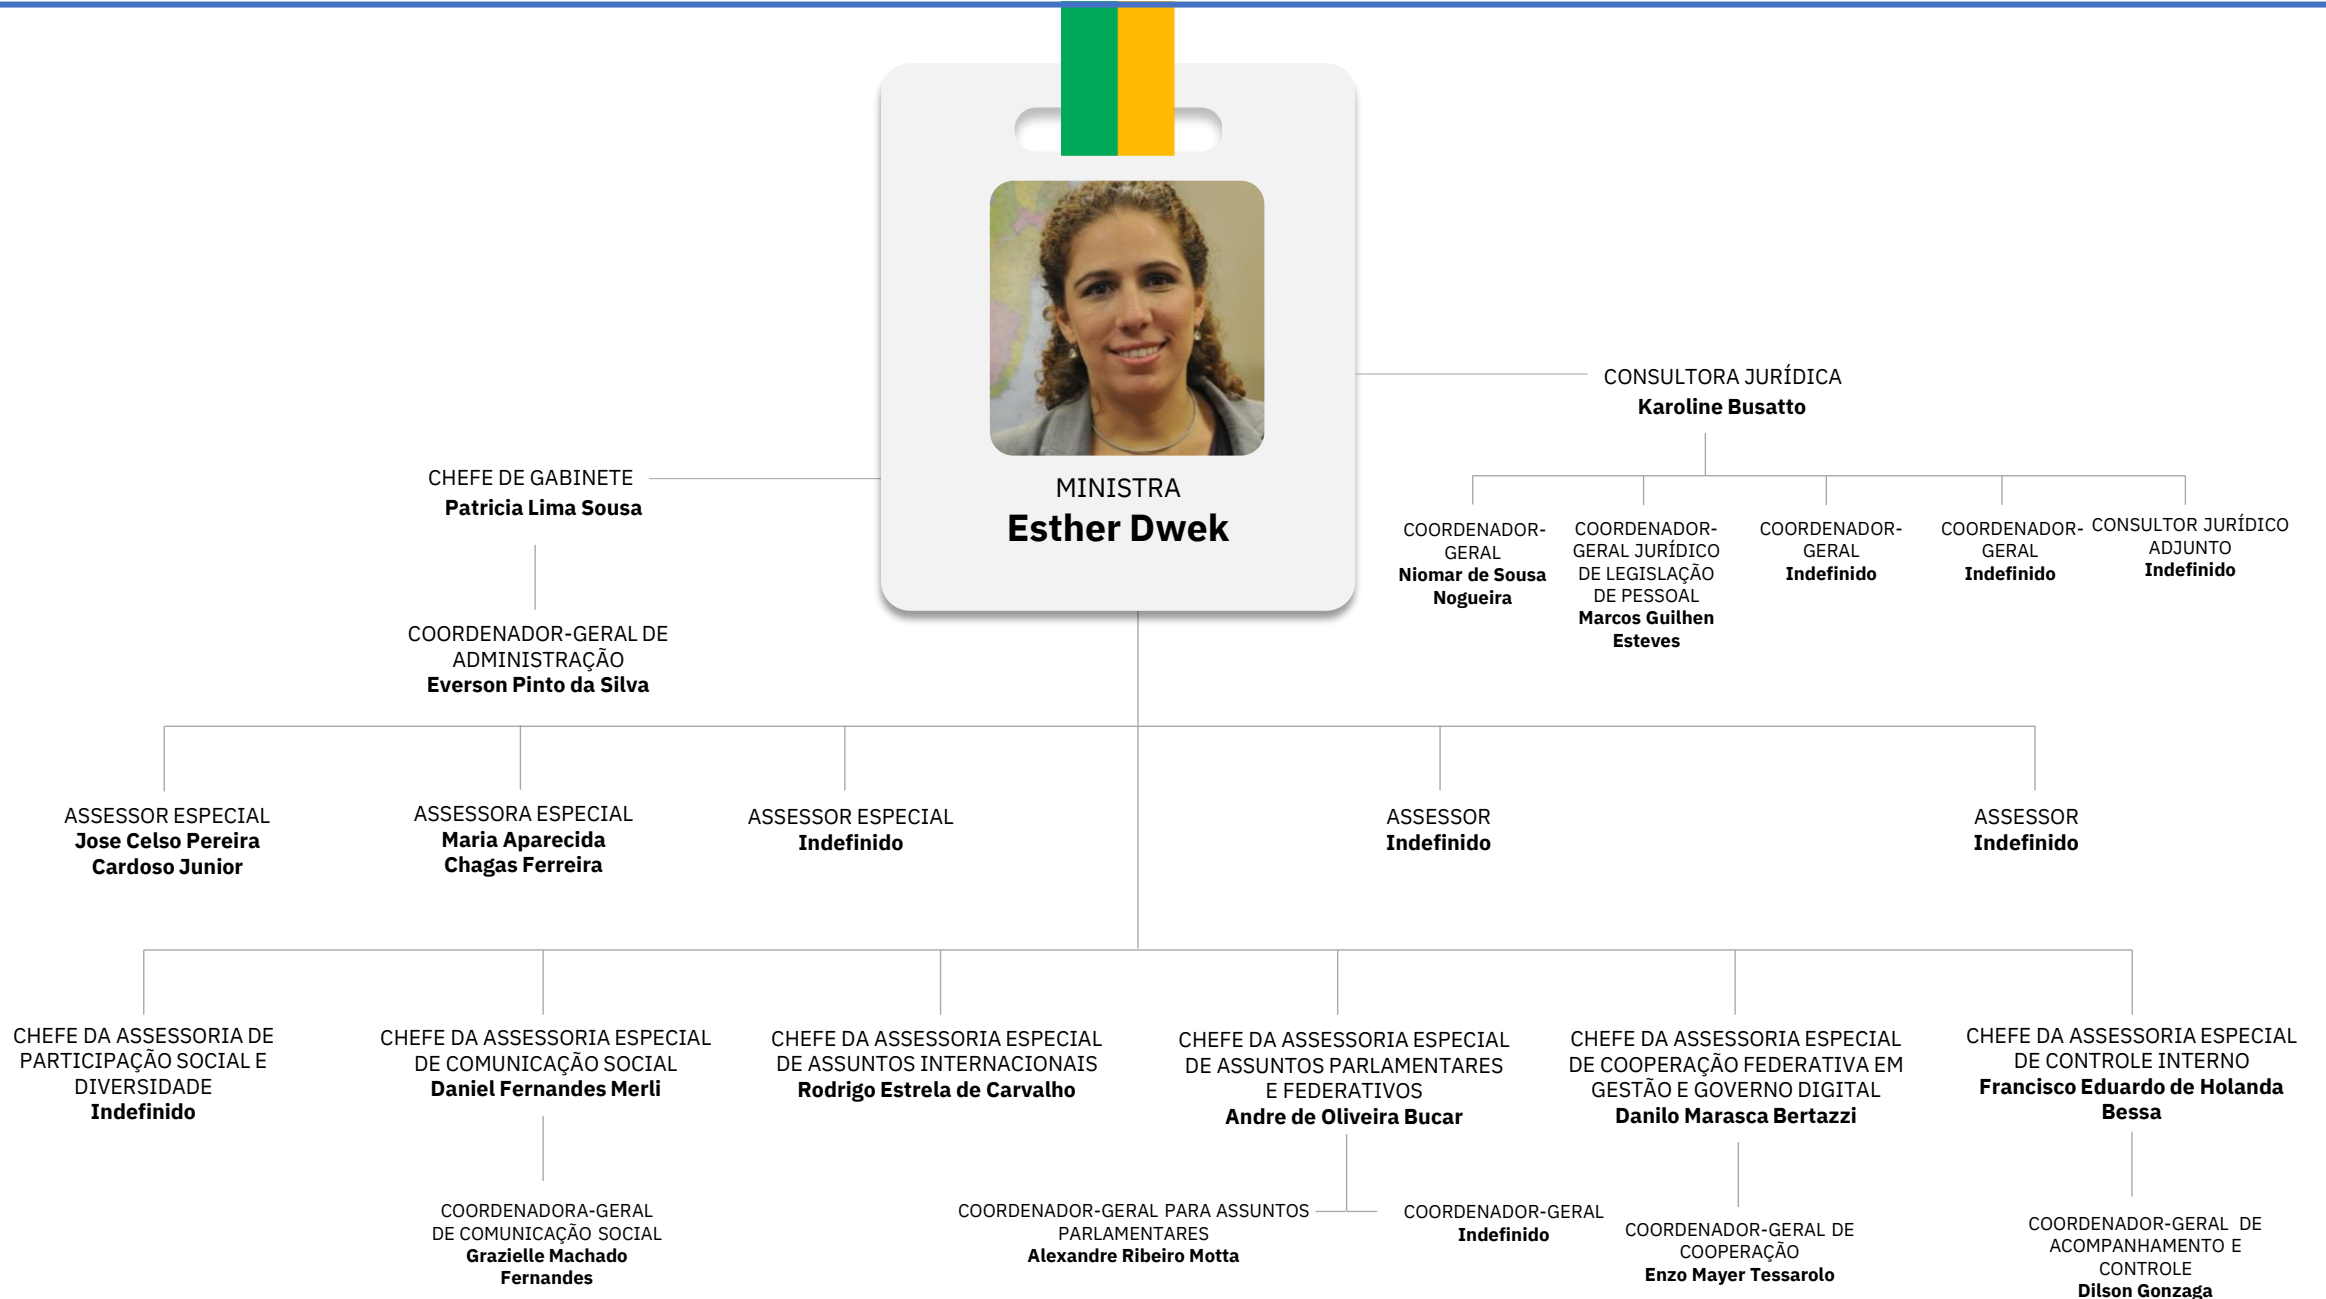 MINISTRA
Esther Dwek
CONSULTORA JURÍDICA
Karoline Busatto
CHEFE DE GABINETE
Patricia Lima Sousa
COORDENADOR-
GERAL
Niomar de Sousa
Nogueira
COORDENADOR-
GERAL JURÍDICO
DE LEGISLAÇÃO
DE PESSOAL
Marcos Guilhen
Esteves
COORDENADOR-
GERAL
Indefinido
COORDENADOR-
GERAL
Indefinido
CONSULTOR JURÍDICO
ADJUNTO
Indefinido
COORDENADOR-GERAL DE
ADMINISTRAÇÃO
Everson Pinto da Silva
ASSESSOR ESPECIAL
Jose Celso Pereira
Cardoso Junior
ASSESSORA ESPECIAL
Maria Aparecida
Chagas Ferreira
ASSESSOR ESPECIAL
Indefinido
ASSESSOR
Indefinido
ASSESSOR
Indefinido
CHEFE DA ASSESSORIA DE
PARTICIPAÇÃO SOCIAL E
DIVERSIDADE
Indefinido
CHEFE DA ASSESSORIA ESPECIAL
DE COMUNICAÇÃO SOCIAL
Daniel Fernandes Merli
CHEFE DA ASSESSORIA ESPECIAL
DE ASSUNTOS INTERNACIONAIS
Rodrigo Estrela de Carvalho
CHEFE DA ASSESSORIA ESPECIAL
DE ASSUNTOS PARLAMENTARES
E FEDERATIVOS
Andre de Oliveira Bucar
CHEFE DA ASSESSORIA ESPECIAL
DE COOPERAÇÃO FEDERATIVA EM
GESTÃO E GOVERNO DIGITAL
Danilo Marasca Bertazzi
CHEFE DA ASSESSORIA ESPECIAL
DE CONTROLE INTERNO
Francisco Eduardo de Holanda
Bessa
COORDENADORA-GERAL
DE COMUNICAÇÃO SOCIAL
Grazielle Machado
Fernandes
COORDENADOR-GERAL PARA ASSUNTOS
PARLAMENTARES
Alexandre Ribeiro Motta
COORDENADOR-GERAL
Indefinido
COORDENADOR-GERAL DE
COOPERAÇÃO
Enzo Mayer Tessarolo
COORDENADOR-GERAL DE
ACOMPANHAMENTO E
CONTROLE
Dilson Gonzaga